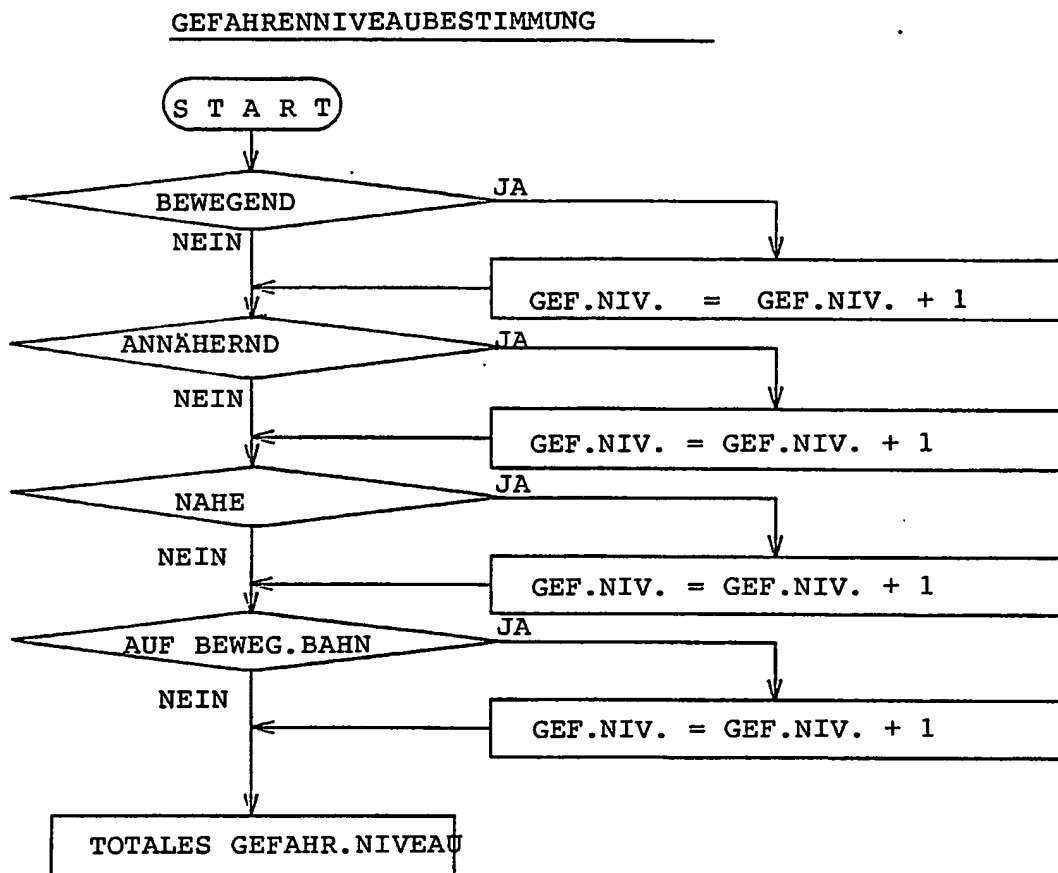 GEFAHRENNIVEAUBESTIMMUNG
S T A R T
BEWEGEND
JA
NEIN
GEF.NIV. = GEF.NIV. + 1
ANNÄHERND
JA
NEIN
GEF.NIV. = GEF.NIV. + 1
NAHE
JA
NEIN
GEF.NIV. = GEF.NIV. + 1
AUF BEWEG.BAHN
JA
NEIN
GEF.NIV. = GEF.NIV. + 1
TOTALES GEFAHR.NIVEAU